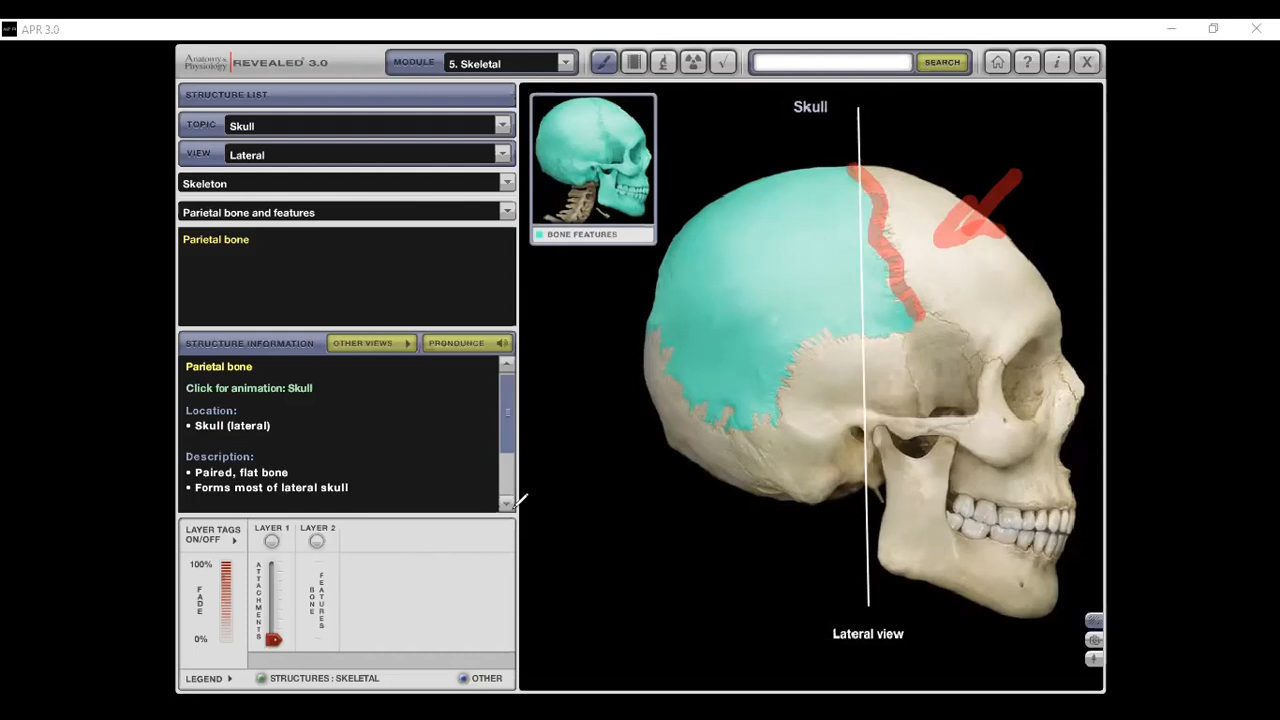 APR 3.0
Anatomy & Physiology REVEALED 3.0
MODULE 5. Skeletal
SEARCH
? i X
STRUCTURE LIST
TOPIC Skull
VIEW Lateral
Skeleton
Parietal bone and features
Parietal bone
STRUCTURE INFORMATION OTHER VIEWS PRONOUNCE
Parietal bone
Click for animation: Skull
Location:
• Skull (lateral)
Description:
• Paired, flat bone
• Forms most of lateral skull
LAYER TAGS
ON/OFF
LAYER 1 LAYER 2
100%
FADE
0%
ATTACHMENTS
BONE FEATURES
LEGEND STRUCTURES : SKELETAL OTHER
BONE FEATURES
Skull
Lateral view